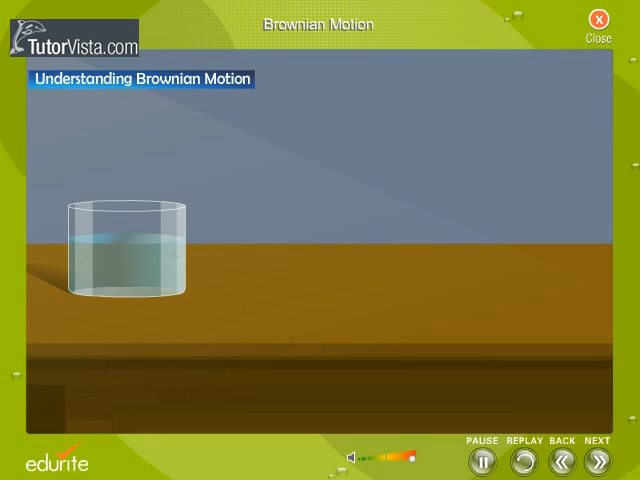 Brownian Motion
x
Close
TutorVista.com
Understanding Brownian Motion
PAUSE REPLAY BACK NEXT
edurite